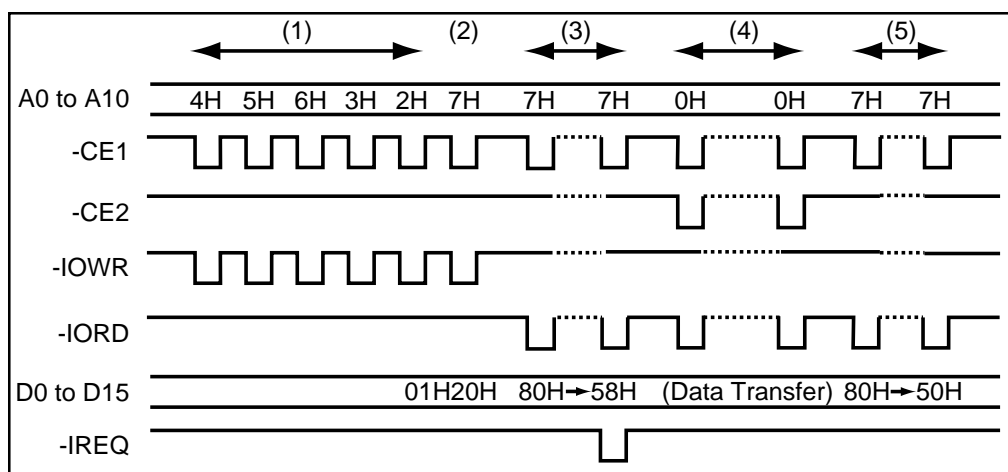 (1) (2) (3) (4) (5)
A0 to A10 4H 5H 6H 3H 2H 7H 7H 7H 0H 0H 7H 7H
-CE1
-CE2
-IOWR
-IORD
D0 to D15 01H20H 80H→58H (Data Transfer) 80H→50H
-IREQ